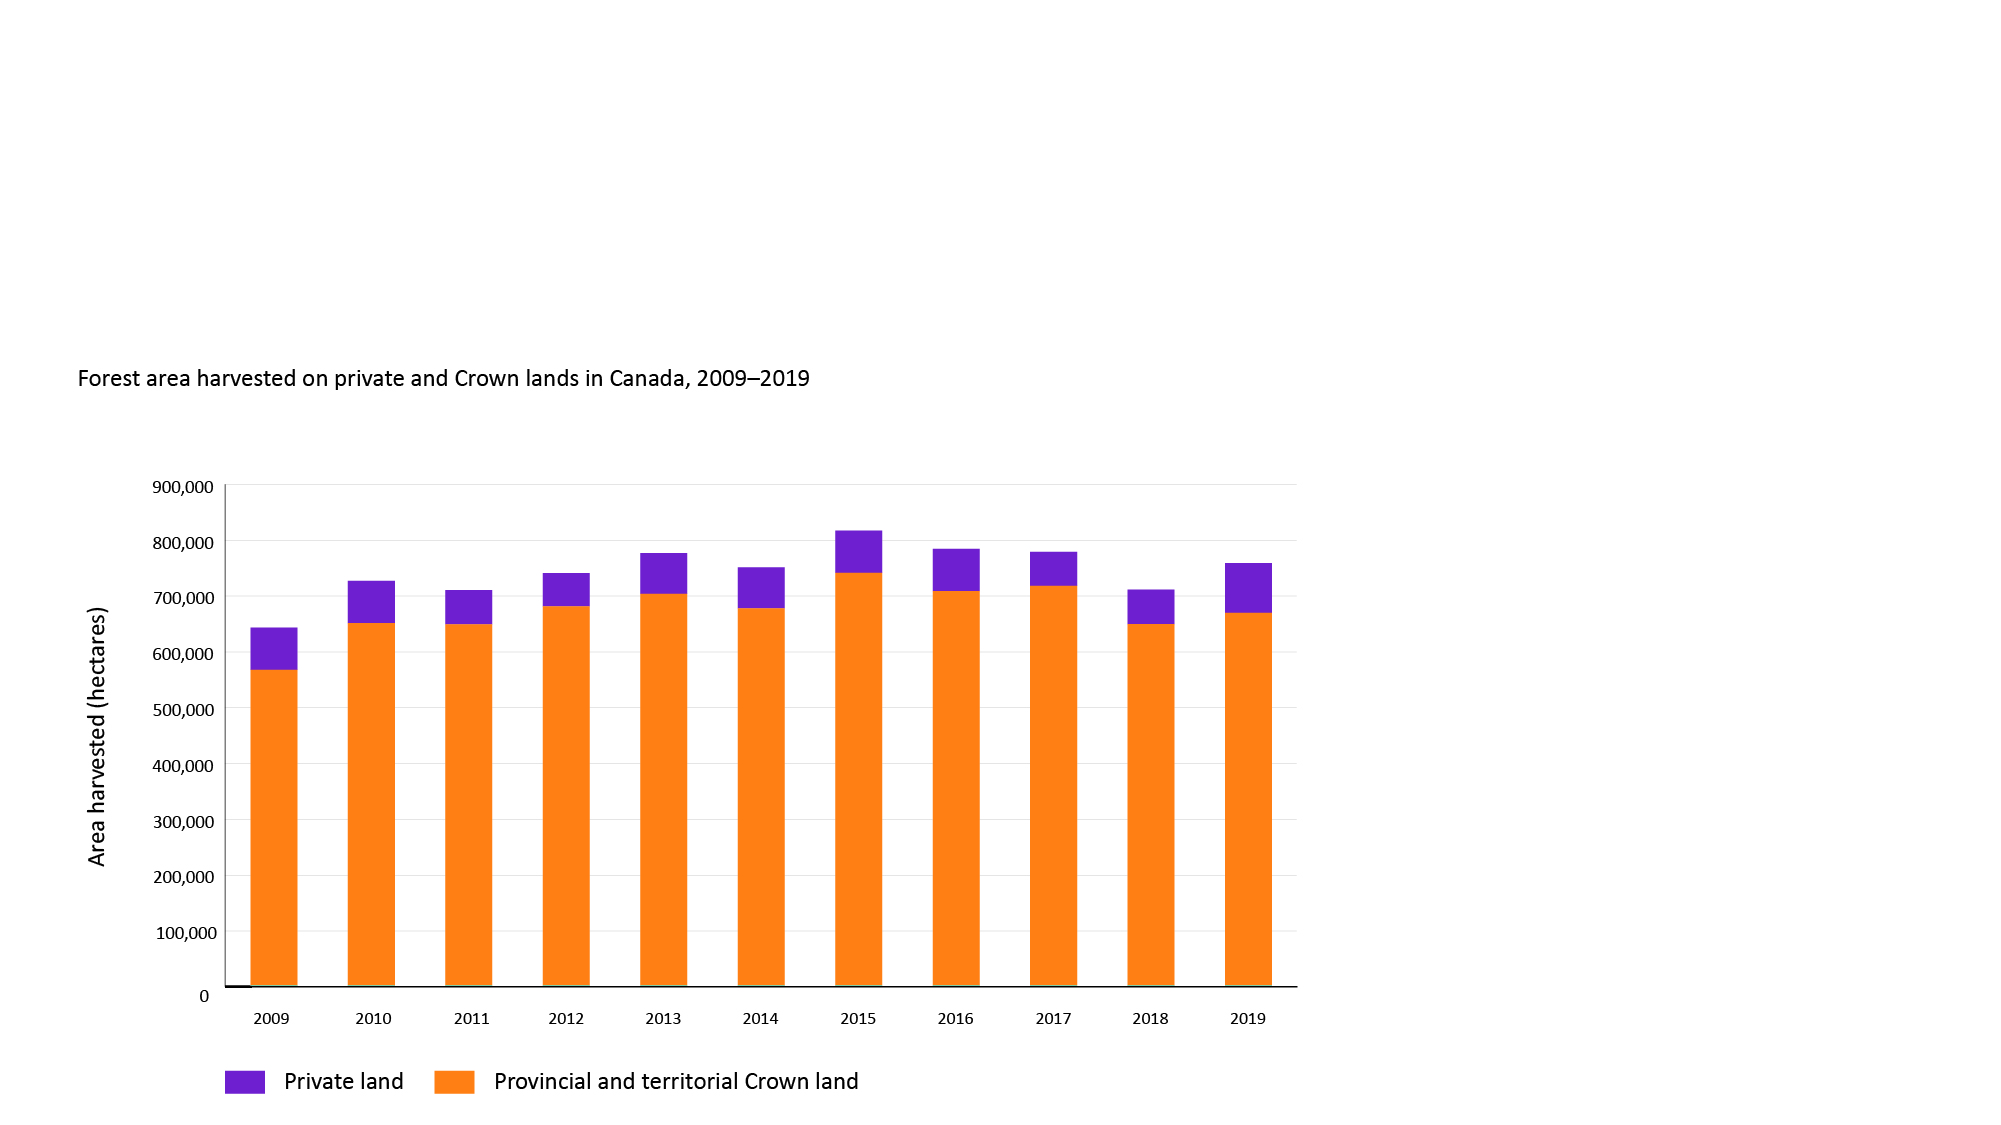 Forest area harvested on private and Crown lands in Canada, 2009–2019
Area harvested (hectares)
900,000
800,000
700,000
600,000
500,000
400,000
300,000
200,000
100,000
0
2009 2010 2011 2012 2013 2014 2015 2016 2017 2018 2019
Private land Provincial and territorial Crown land